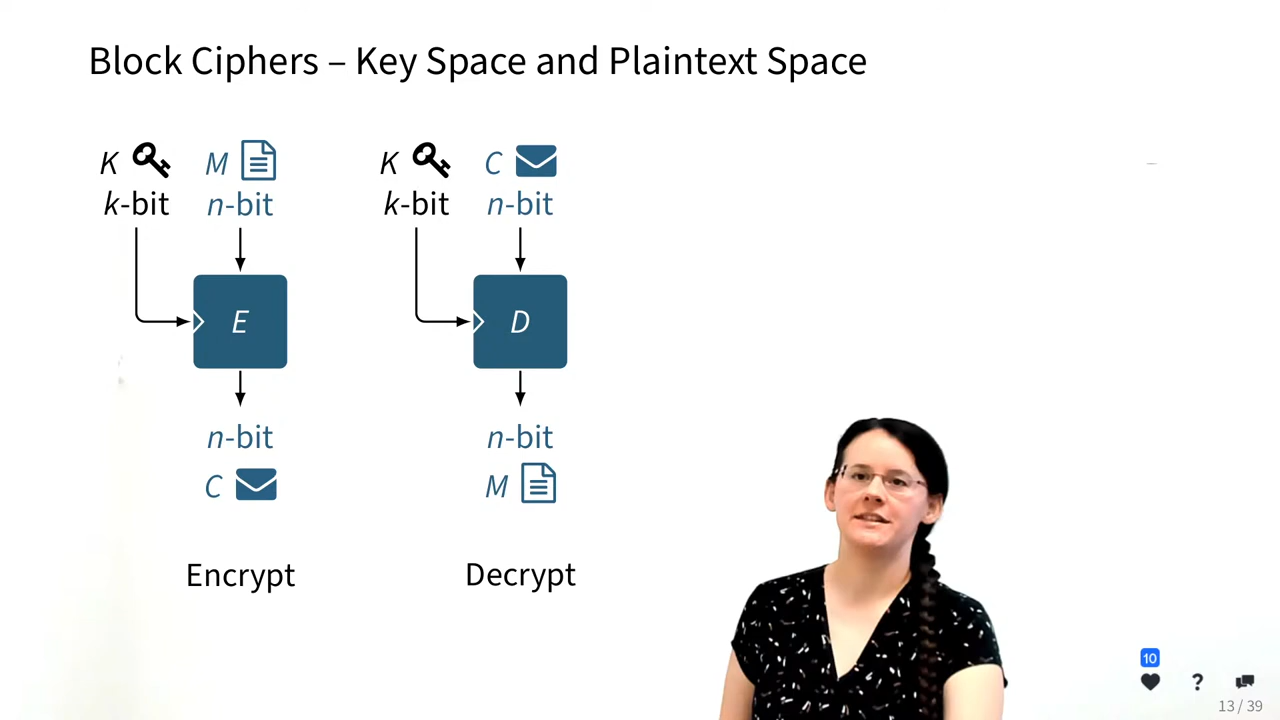 Block Ciphers – Key Space and Plaintext Space
K M K C
k-bit n-bit k-bit n-bit
E D
n-bit n-bit
C M
Encrypt Decrypt
10
?
13 / 39